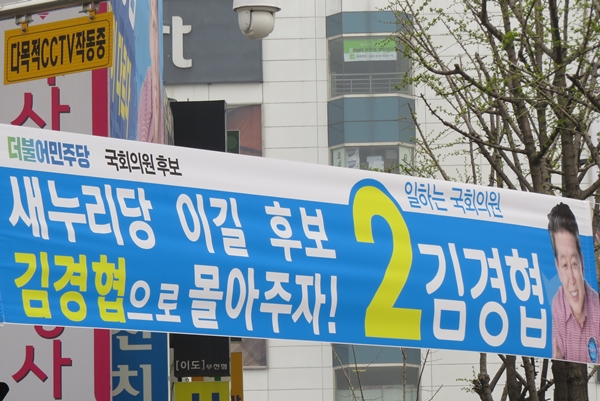 다목적CCTV작동중
더불어민주당 국회의원 후보
새누리당 이길 후보
김경협으로 몰아주자!
2
일하는 국회의원
김경협
[이도]